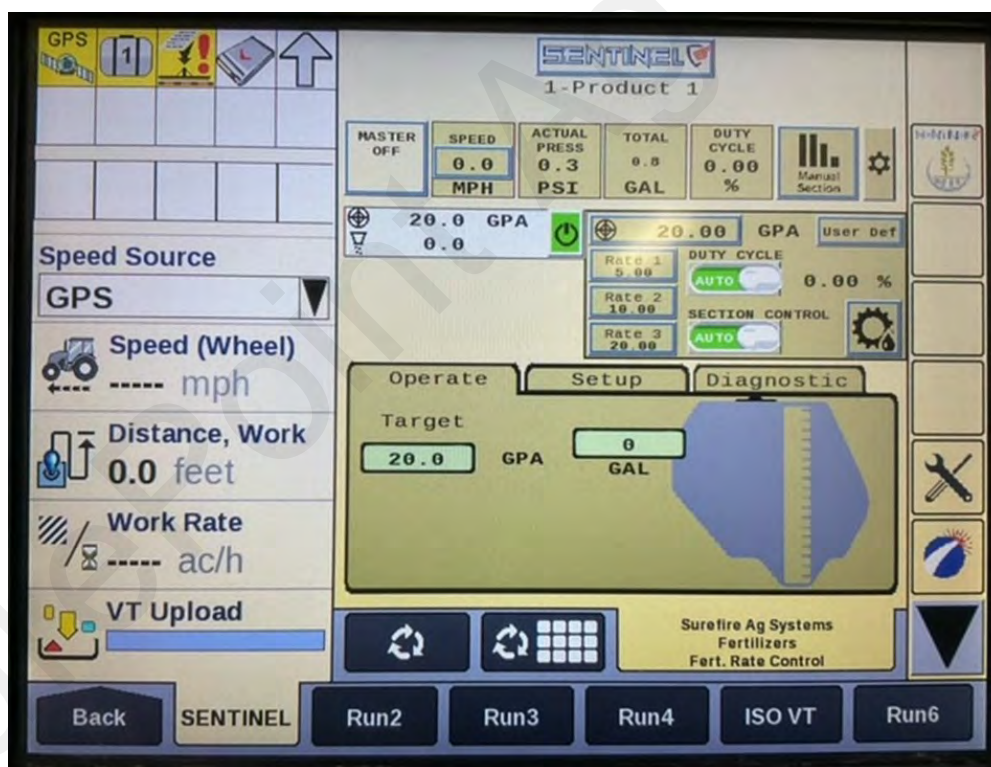 GPS
1
SENTINEL
1-Product 1
MASTER
OFF
SPEED
0.0
MPH
ACTUAL
PRESS
0.3
PSI
TOTAL
0.8
GAL
DUTY
CYCLE
0.00
%
Manual
Section
20.0 GPA
0.0
20.00 GPA
User Def
Rate 1
5.00
Rate 2
10.00
Rate 3
20.00
DUTY CYCLE
AUTO
0.00 %
SECTION CONTROL
AUTO
Speed Source
GPS
Speed (Wheel)
----- mph
Distance, Work
0.0 feet
Work Rate
----- ac/h
VT Upload
Operate
Setup
Diagnostic
Target
20.0 GPA
0
GAL
Surefire Ag Systems
Fertilizers
Fert. Rate Control
Back
SENTINEL
Run2
Run3
Run4
ISO VT
Run6